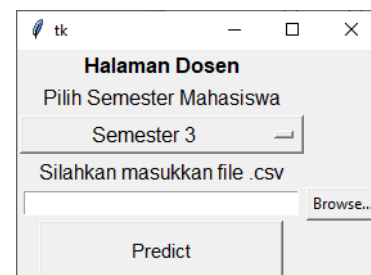 tk
Halaman Dosen
Pilih Semester Mahasiswa
Semester 3
Silahkan masukkan file .csv
Browse...
Predict